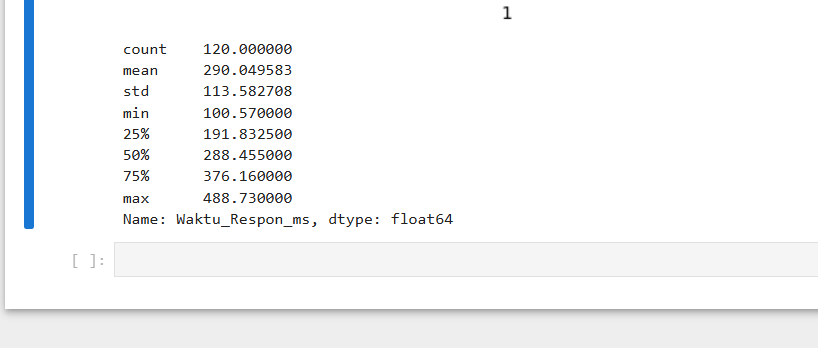 1
count    120.000000
mean     290.049583
std      113.582708
min      100.570000
25%      191.832500
50%      288.455000
75%      376.160000
max      488.730000
Name: Waktu_Respon_ms, dtype: float64
[ ]: